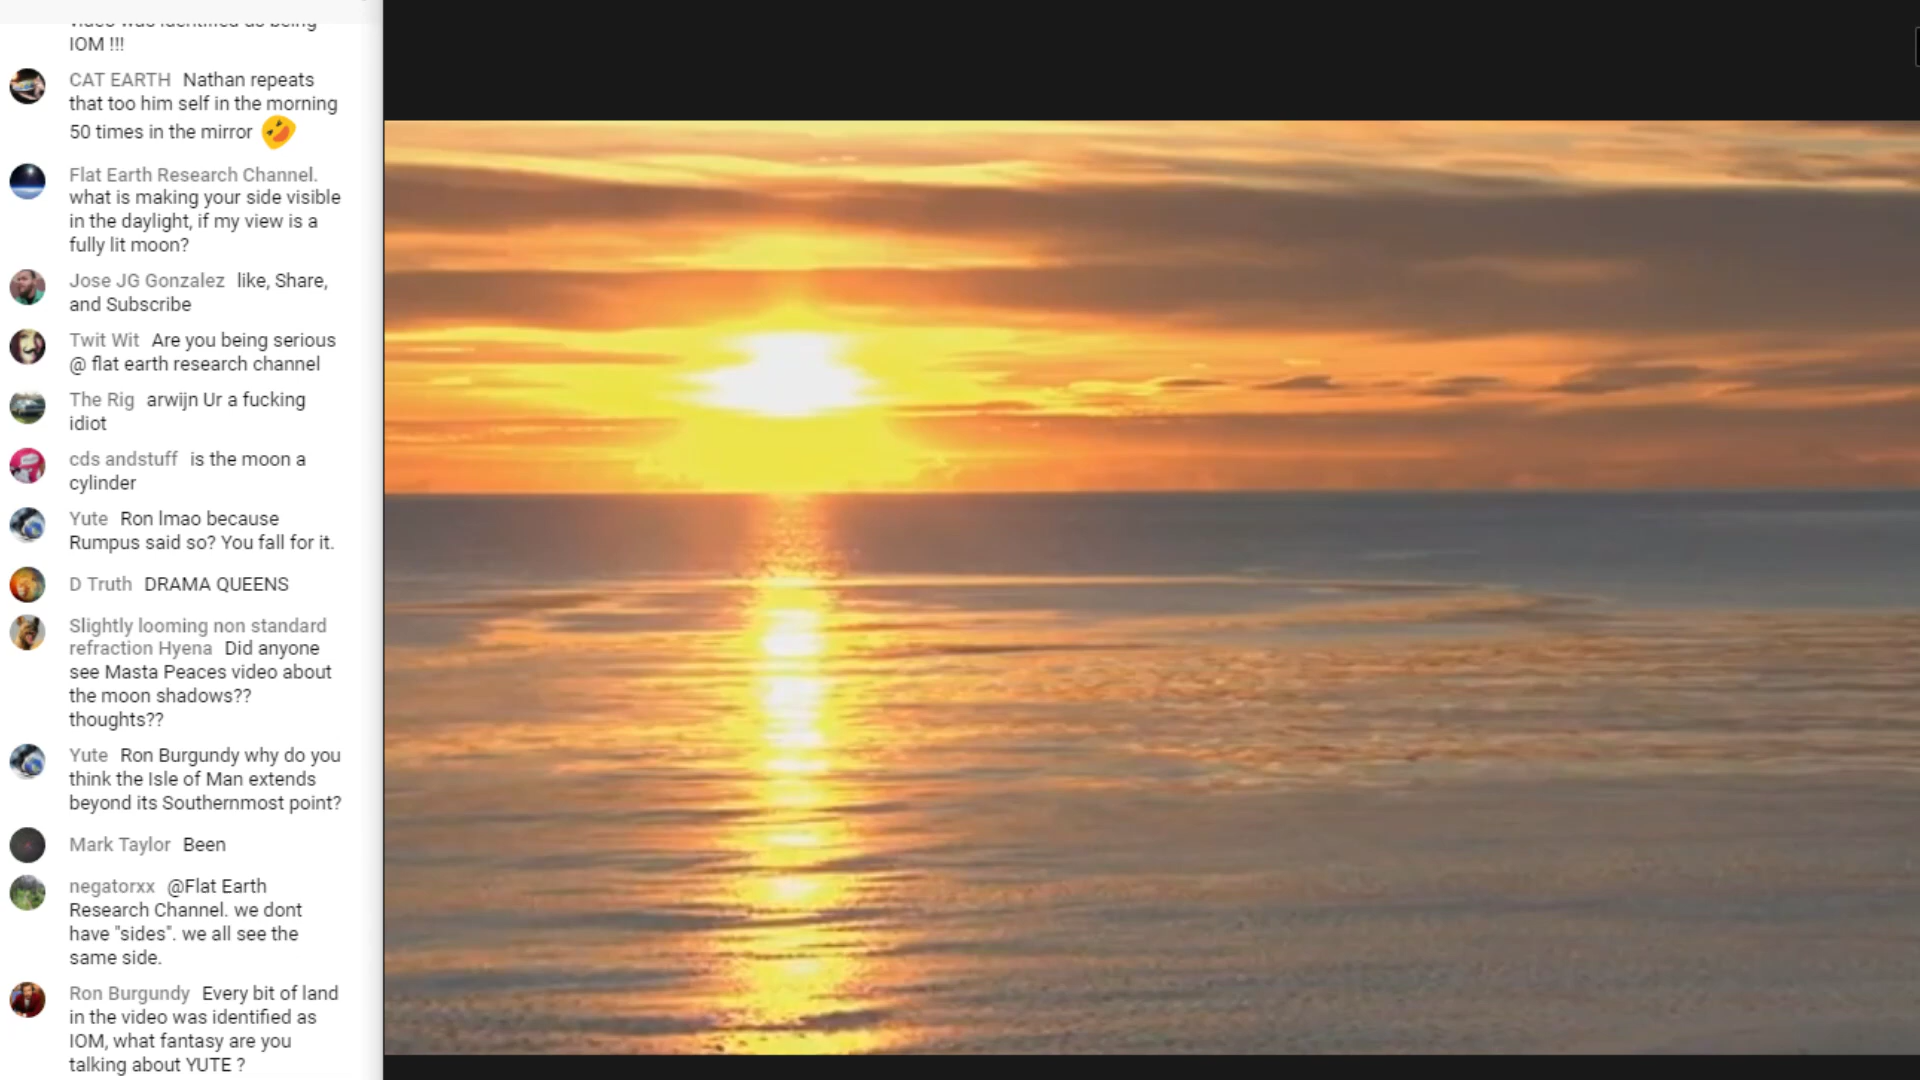 video was identified as being
IOM !!!
CAT EARTH Nathan repeats
that too him self in the morning
50 times in the mirror
Flat Earth Research Channel.
what is making your side visible
in the daylight, if my view is a
fully lit moon?
Jose JG Gonzalez like, Share,
and Subscribe
Twit Wit Are you being serious
@ flat earth research channel
The Rig arwijn Ur a fucking
idiot
cds andstuff is the moon a
cylinder
Yute Ron lmao because
Rumpus said so? You fall for it.
D Truth DRAMA QUEENS
Slightly looming non standard
refraction Hyena Did anyone
see Masta Peaces video about
the moon shadows??
thoughts??
Yute Ron Burgundy why do you
think the Isle of Man extends
beyond its Southernmost point?
Mark Taylor Been
negatorxx @Flat Earth
Research Channel. we dont
have "sides". we all see the
same side.
Ron Burgundy Every bit of land
in the video was identified as
IOM, what fantasy are you
talking about YUTE ?